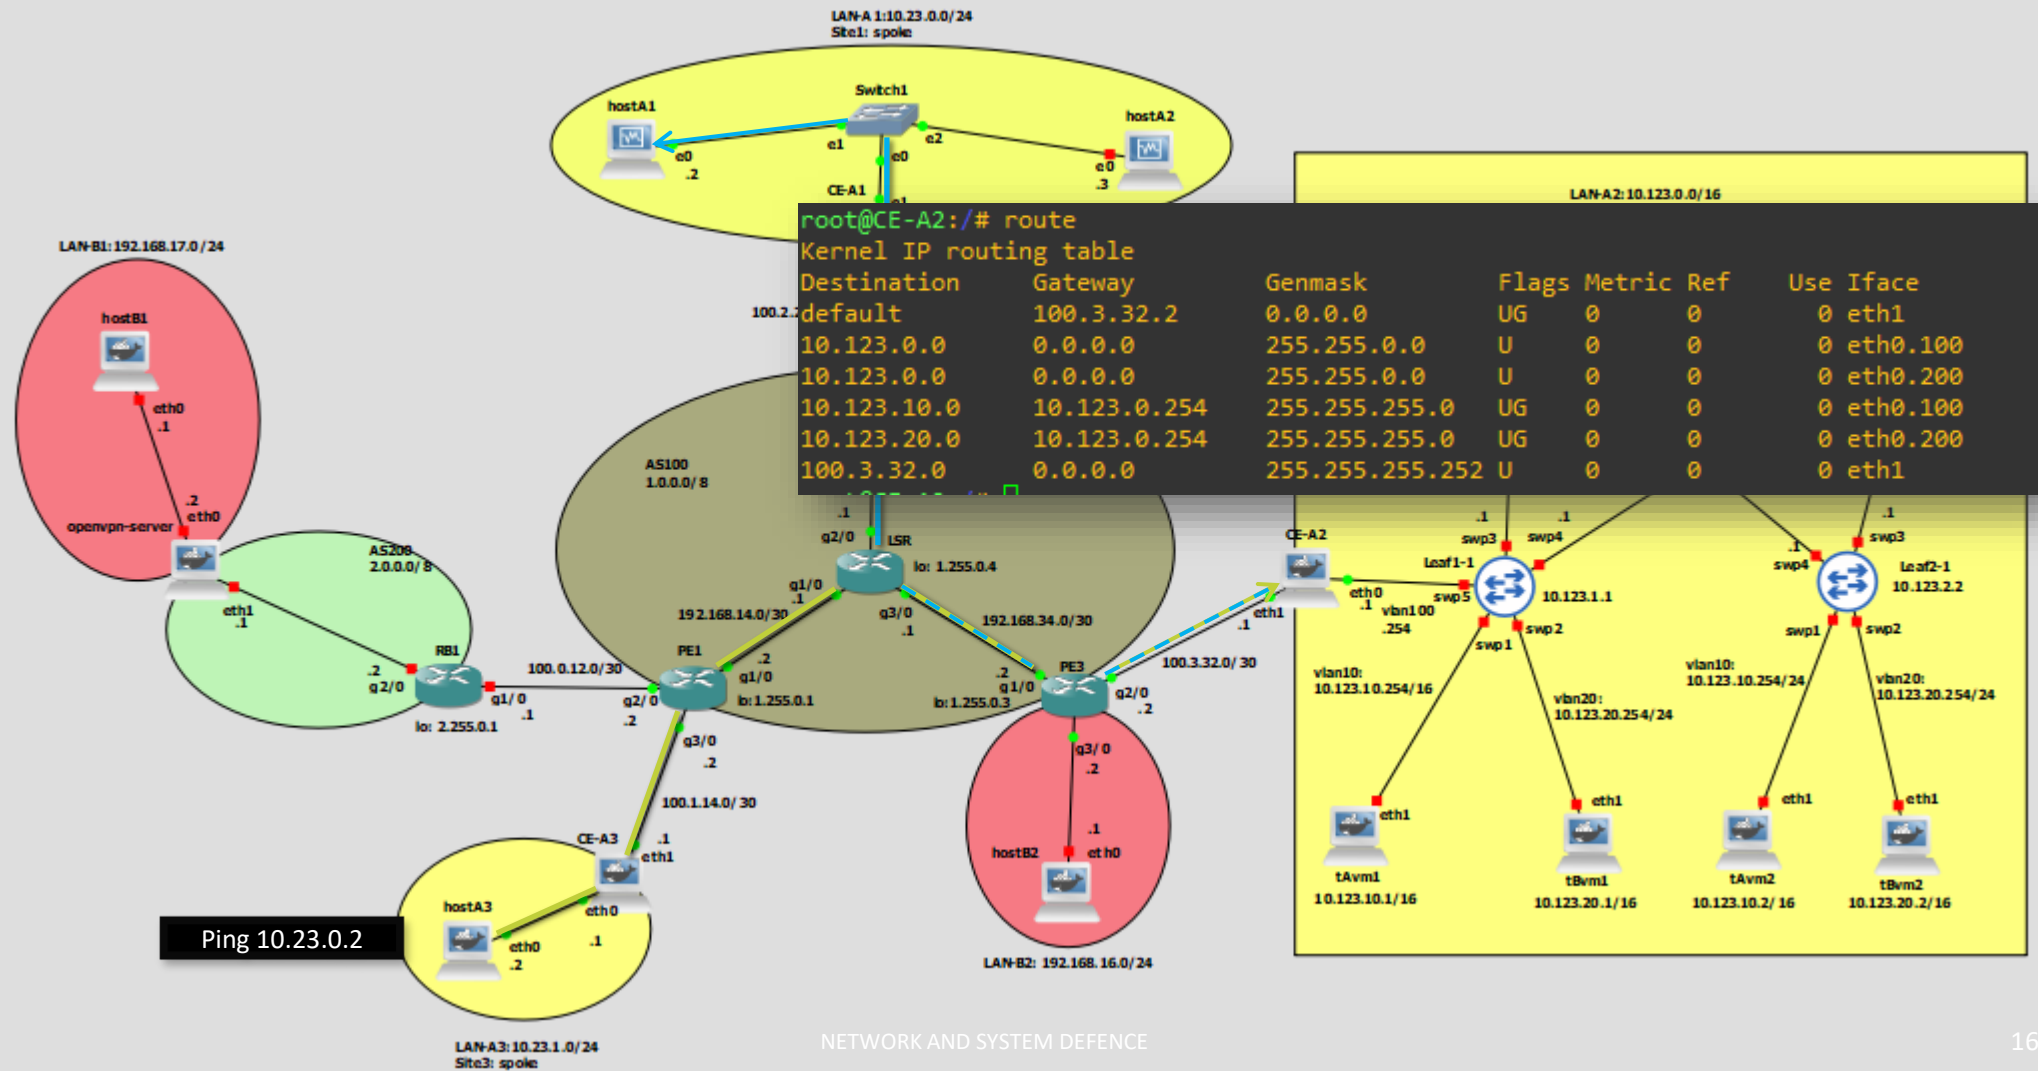 LAN-A 1:10.23.0.0/24
Site1: spoke
Switch1
hostA1
hostA2
e1
e2
e0
e0
.2
e0
.3
CE-A1
e1
LAN-A2:10.123.0.0/16
root@CE-A2:/# route
Kernel IP routing table
Destination Gateway Genmask Flags Metric Ref Use Iface
default 100.3.32.2 0.0.0.0 UG 0 0 0 eth1
10.123.0.0 0.0.0.0 255.255.0.0 U 0 0 0 eth0.100
10.123.0.0 0.0.0.0 255.255.0.0 U 0 0 0 eth0.200
10.123.10.0 10.123.0.254 255.255.255.0 UG 0 0 0 eth0.100
10.123.20.0 10.123.0.254 255.255.255.0 UG 0 0 0 eth0.200
100.3.32.0 0.0.0.0 255.255.255.252 U 0 0 0 eth1
LAN-B1:192.168.17.0/24
hostB1
eth0
.1
100.2.2
.2
eth0
openvpn-server
AS200
2.0.0.0/8
eth1
.1
.2
g2/0
RB1
g1/0
.1
lo: 2.255.0.1
100.0.12.0/30
AS100
1.0.0.0/8
.1
g2/0
LSR
lo: 1.255.0.4
g1/0
.1
192.168.14.0/30
g3/0
.1
192.168.34.0/30
PE1
.2
g1/0
g2/0
.2
lo:1.255.0.1
g3/0
.2
100.1.14.0/30
PE3
.2
g1/0
lo:1.255.0.3
g2/0
.2
g3/0
.2
100.3.32.0/30
CE-A2
eth1
.1
eth0
.1
vlan100
.254
swp5
Leaf1-1
10.123.1.1
.1
swp3
.1
swp4
swp1
swp2
.1
swp4
.1
swp3
Leaf2-1
10.123.2.2
swp1
swp2
vlan10:
10.123.10.254/16
vlan20:
10.123.20.254/24
vlan10:
10.123.10.254/24
vlan20:
10.123.20.254/24
eth1
eth1
eth1
eth1
tAvm1
10.123.10.1/16
tBvm1
10.123.20.1/16
tAvm2
10.123.10.2/16
tBvm2
10.123.20.2/16
.1
eth0
hostB2
LAN-B2: 192.168.16.0/24
CE-A3
.1
eth1
eth0
.1
hostA3
eth0
.2
Ping 10.23.0.2
LAN-A3:10.23.1.0/24
Site3: spoke
NETWORK AND SYSTEM DEFENCE
16